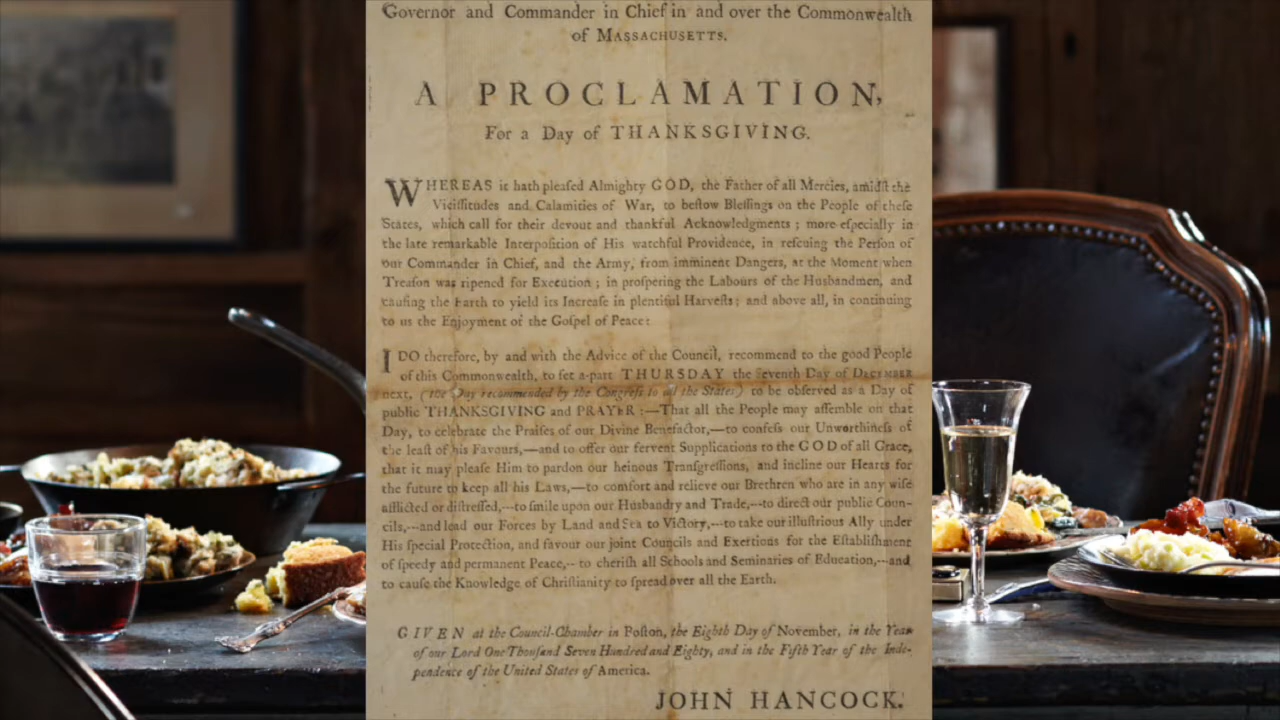 Governor and Commander in Chief in and over the Commonwealth
of MASSACHUSETTS.
A PROCLAMATION,
For a Day of THANKSGIVING.
WHEREAS it hath pleaſed Almighty GOD, the Father of all Mercies, amidſt the
Viciſſitudes and Calamities of War, to beſtow Bleſſings on the People of theſe
States, which call for their devout and thankful Acknowledgments ; more eſpecially in
the late remarkable Interpoſition of His watchful Providence, in reſcuing the Perſon of
our Commander in Chief, and the Army, from imminent Dangers, at the Moment when
Treaſon was ripened for Execution ; in proſpering the Labours of the Huſbandmen, and
cauſing the Earth to yield its Increaſe in plentiful Harveſts ; and above all, in continuing
to us the Enjoyment of the Goſpel of Peace :
I DO therefore, by and with the Advice of the Council, recommend to the good People
of this Commonwealth, to ſet a-part THURSDAY the ſeventh Day of DECEMBER
next, (the Day recommended by the Congreſs to all the States) to be obſerved as a Day of
public THANKSGIVING and PRAYER :—That all the People may aſſemble on that
Day, to celebrate the Praiſes of our Divine Benefactor,—to confeſs our Unworthineſs of
the leaſt of his Favours,—and to offer our fervent Supplications to the GOD of all Grace,
that it may pleaſe Him to pardon our heinous Tranſgreſſions, and incline our Hearts for
the future to keep all his Laws,—to comfort and relieve our Brethren who are in any wiſe
afflicted or diſtreſſed,---to ſmile upon our Huſbandry and Trade,---to direct our public Coun-
cils,---and lead our Forces by Land and Sea to Victory,---to take our illuſtrious Ally under
His ſpecial Protection, and favour our joint Councils and Exertions for the Eſtabliſhment
of ſpeedy and permanent Peace,-- to cheriſh all Schools and Seminaries of Education,---and
to cauſe the Knowledge of Chriſtianity to ſpread over all the Earth.
GIVEN at the Council-Chamber in Boſton, the Eighth Day of November, in the Year
of our Lord One Thouſand Seven Hundred and Eighty, and in the Fifth Year of the Inde-
pendence of the United States of America.
JOHN HANCOCK.